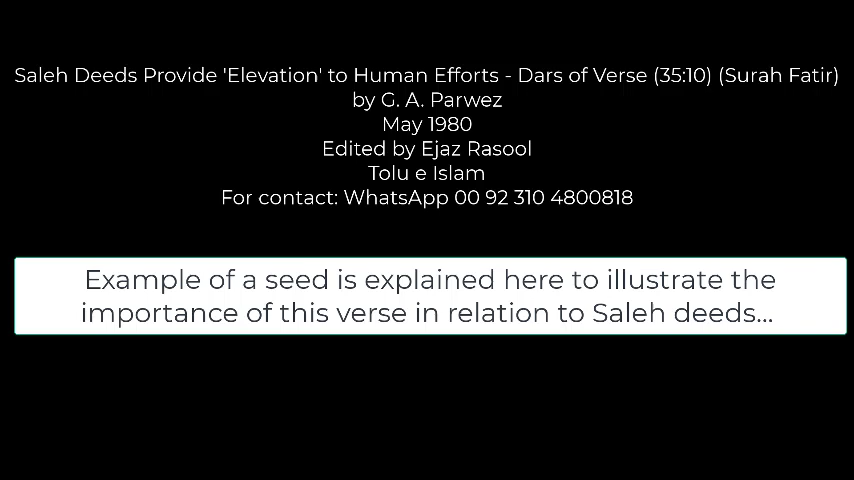 Saleh Deeds Provide 'Elevation' to Human Efforts - Dars of Verse (35:10) (Surah Fatir)
by G. A. Parwez
May 1980
Edited by Ejaz Rasool
Tolu e Islam
For contact: WhatsApp 00 92 310 4800818
Example of a seed is explained here to illustrate the
importance of this verse in relation to Saleh deeds...